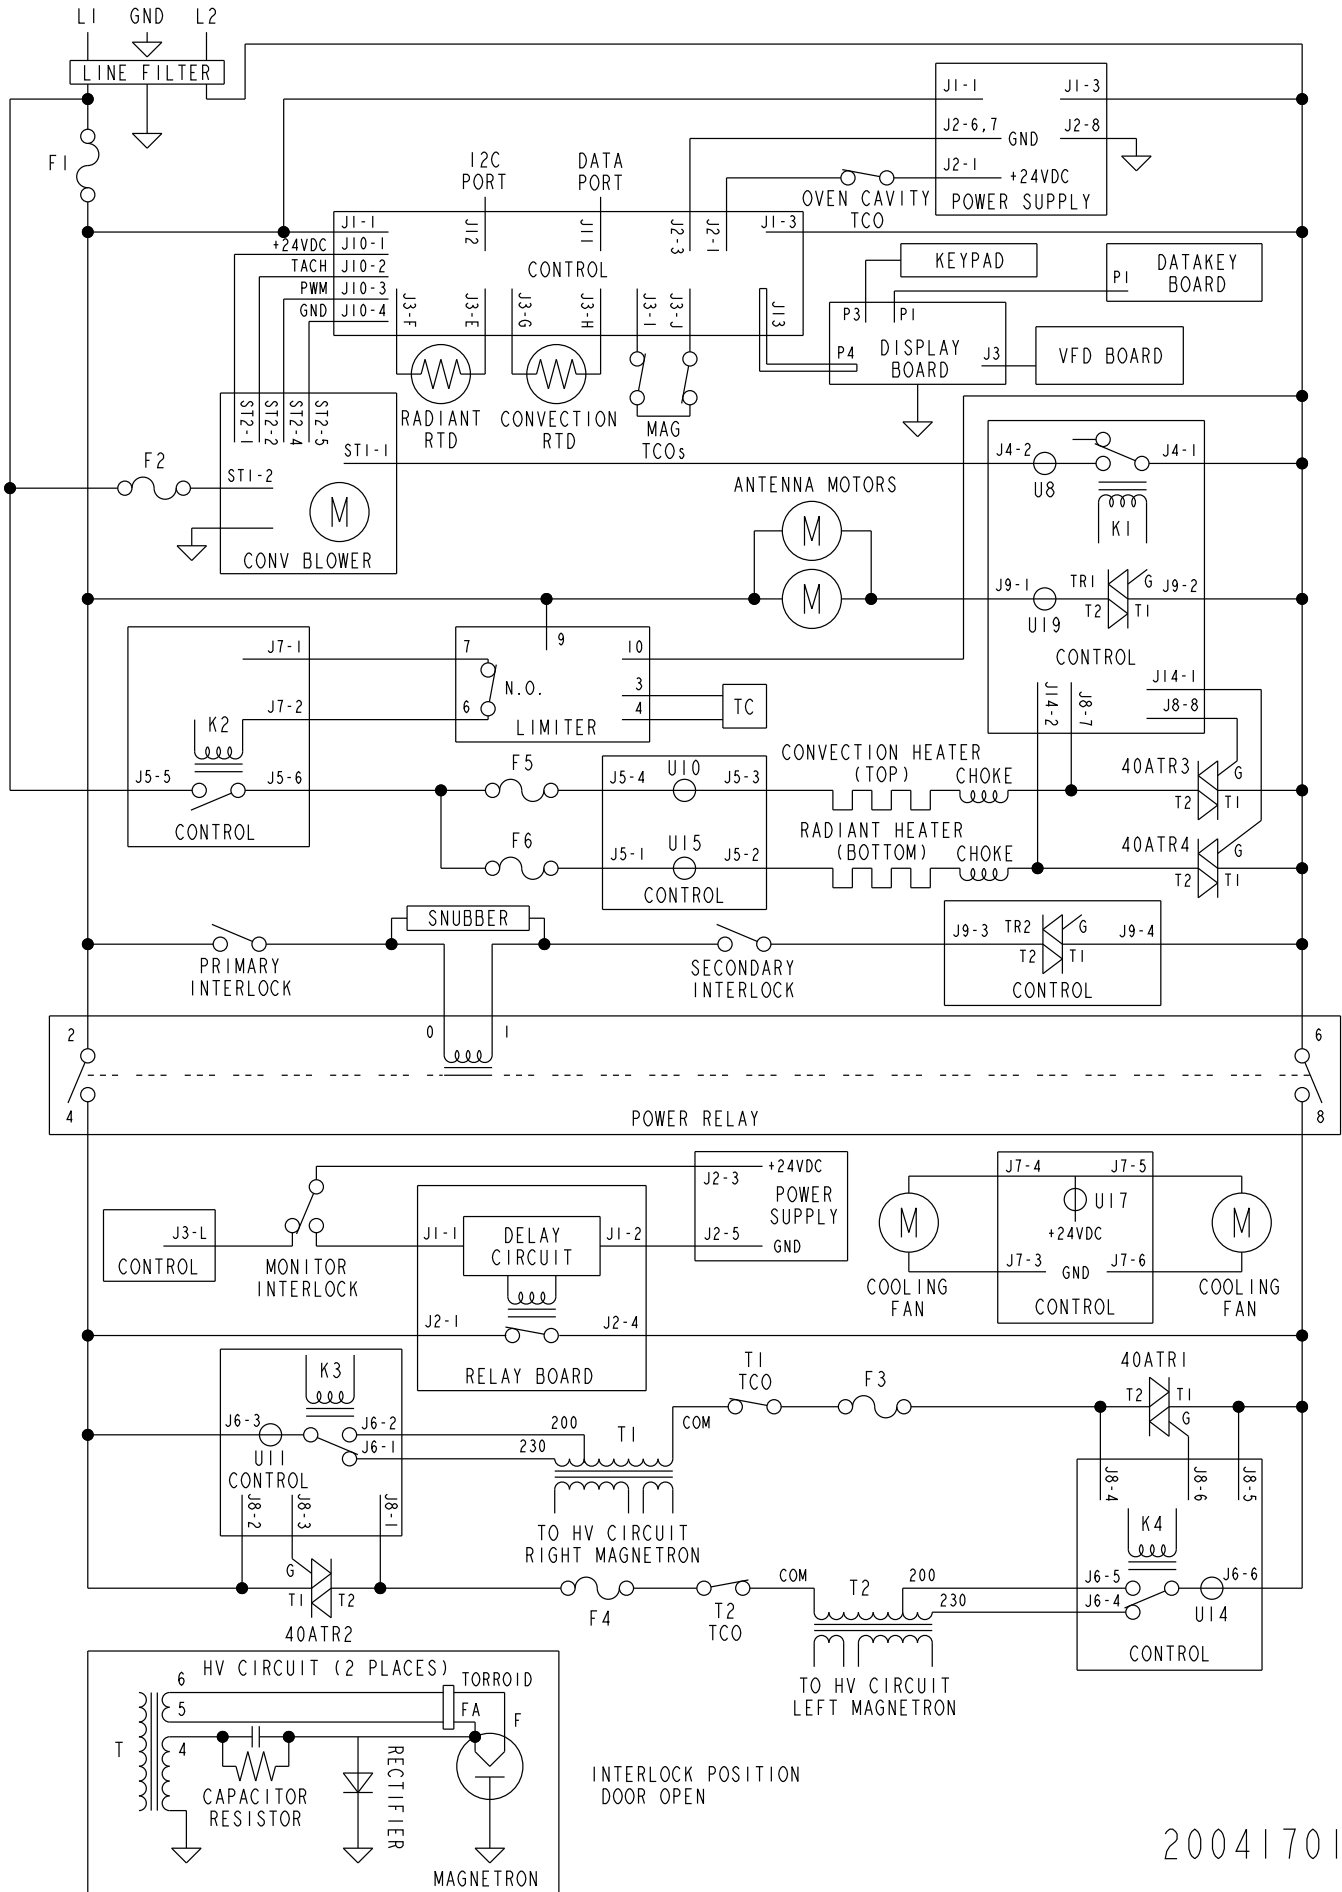 L1 GND L2
LINE FILTER
F1
J1-1 J1-3
J2-6,7 GND J2-8
J2-1 +24VDC
POWER SUPPLY
OVEN CAVITY
TCO
I2C
PORT
DATA
PORT
J1-1 J12 J11 J2-3 J2-1 J1-3
+24VDC J10-1
TACH J10-2
PWM J10-3
GND J10-4
CONTROL
J3-F J3-E J3-G J3-H J3-I J3-J J13
RADIANT
RTD
CONVECTION
RTD
MAG
TCOs
KEYPAD
DATAKEY
BOARD
P1
P3 P1
P4 DISPLAY
BOARD
J3
VFD BOARD
ST2-1 ST2-2 ST2-4 ST2-5
ST1-1
F2
ST1-2
M
CONV BLOWER
ANTENNA MOTORS
M
M
J4-2 J4-1
U8
K1
J9-1 TR1 G J9-2
U19 T2 T1
CONTROL
J14-2 J8-7 J14-1
J8-8
J7-1
J7-2
K2
J5-5 J5-6
CONTROL
7 9 10
N.O. 3
6 4
LIMITER
TC
F5
J5-4 U10 J5-3
F6
J5-1 U15 J5-2
CONTROL
CONVECTION HEATER
(TOP) CHOKE
RADIANT HEATER
(BOTTOM) CHOKE
40ATR3 G
T2 T1
40ATR4 G
T2 T1
SNUBBER
PRIMARY
INTERLOCK
SECONDARY
INTERLOCK
J9-3 TR2 G J9-4
T2 T1
CONTROL
2 0 1 6
4 8
POWER RELAY
J3-L
CONTROL
MONITOR
INTERLOCK
J1-1 DELAY
CIRCUIT
J1-2
J2-1 J2-4
RELAY BOARD
J2-3 +24VDC
POWER
SUPPLY
J2-5 GND
M
COOLING
FAN
J7-4 J7-5
U17
+24VDC
J7-3 GND J7-6
CONTROL
M
COOLING
FAN
K3
J6-3 J6-2
J6-1
U11
CONTROL
J8-2 J8-3 J8-1
G
T1 T2
40ATR2
200
230
T1
COM
T1
TCO
F3
TO HV CIRCUIT
RIGHT MAGNETRON
40ATR1
T2 T1
G
J8-4 J8-6 J8-5
K4
J6-5 J6-6
J6-4
U14
CONTROL
F4
T2
TCO
COM T2 200
230
TO HV CIRCUIT
LEFT MAGNETRON
HV CIRCUIT (2 PLACES)
6 TORROID
5 FA F
T 4
CAPACITOR
RESISTOR
RECTIFIER
MAGNETRON
INTERLOCK POSITION
DOOR OPEN
20041701